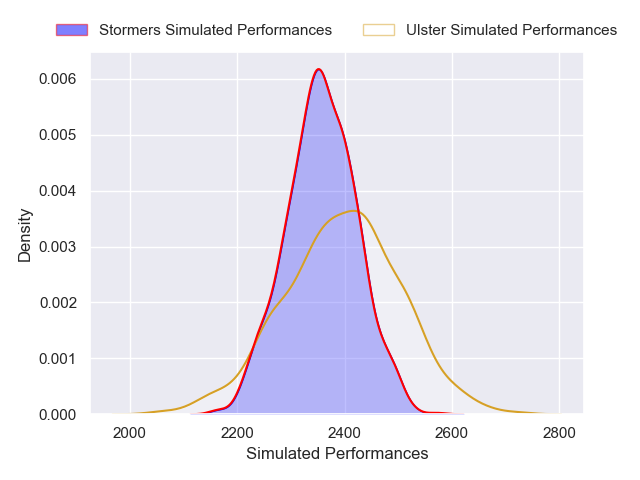 Stormers Simulated Performances Ulster Simulated Performances
0.006
0.005
0.004
0.003
0.002
0.001
0.000
Density
2000 2200 2400 2600 2800
Simulated Performances